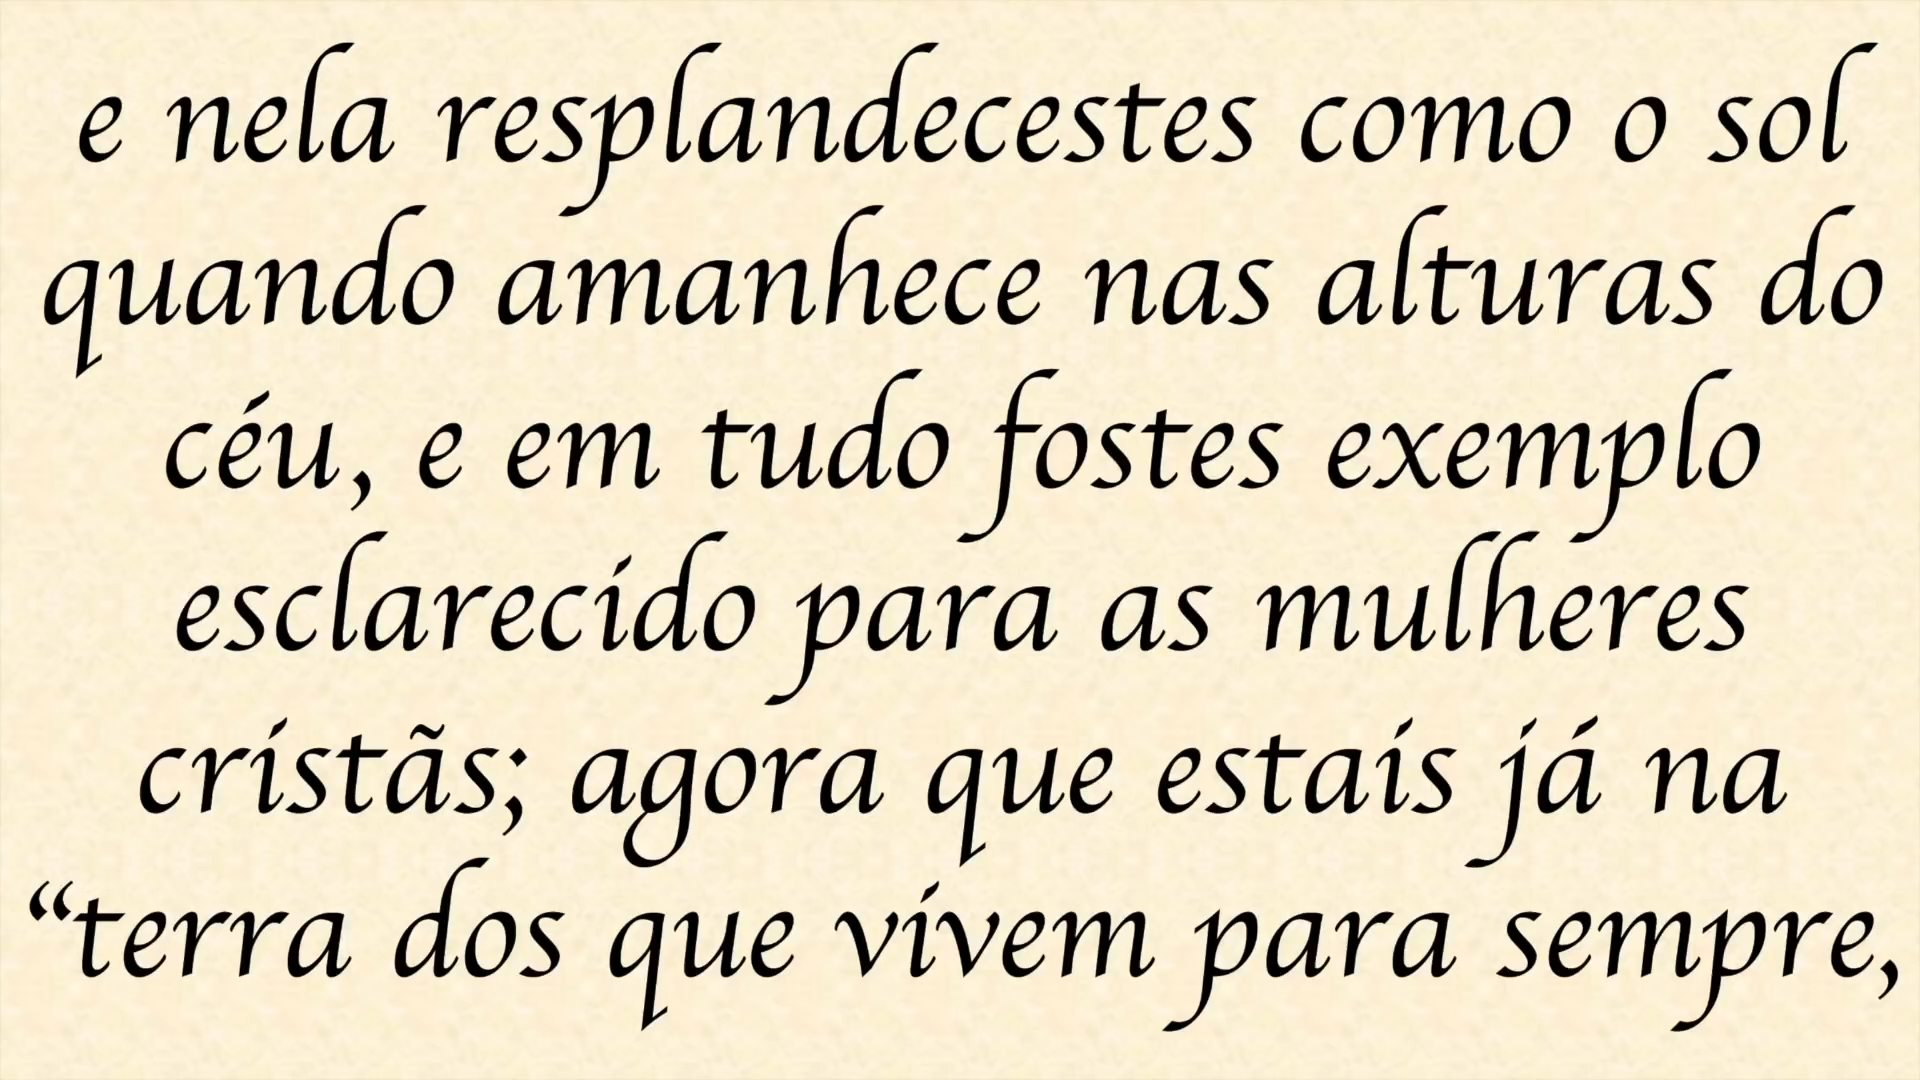 e nela resplandecestes como o sol
quando amanhece nas alturas do
céu, e em tudo fostes exemplo
esclarecido para as mulheres
cristãs; agora que estais já na
“terra dos que vivem para sempre,